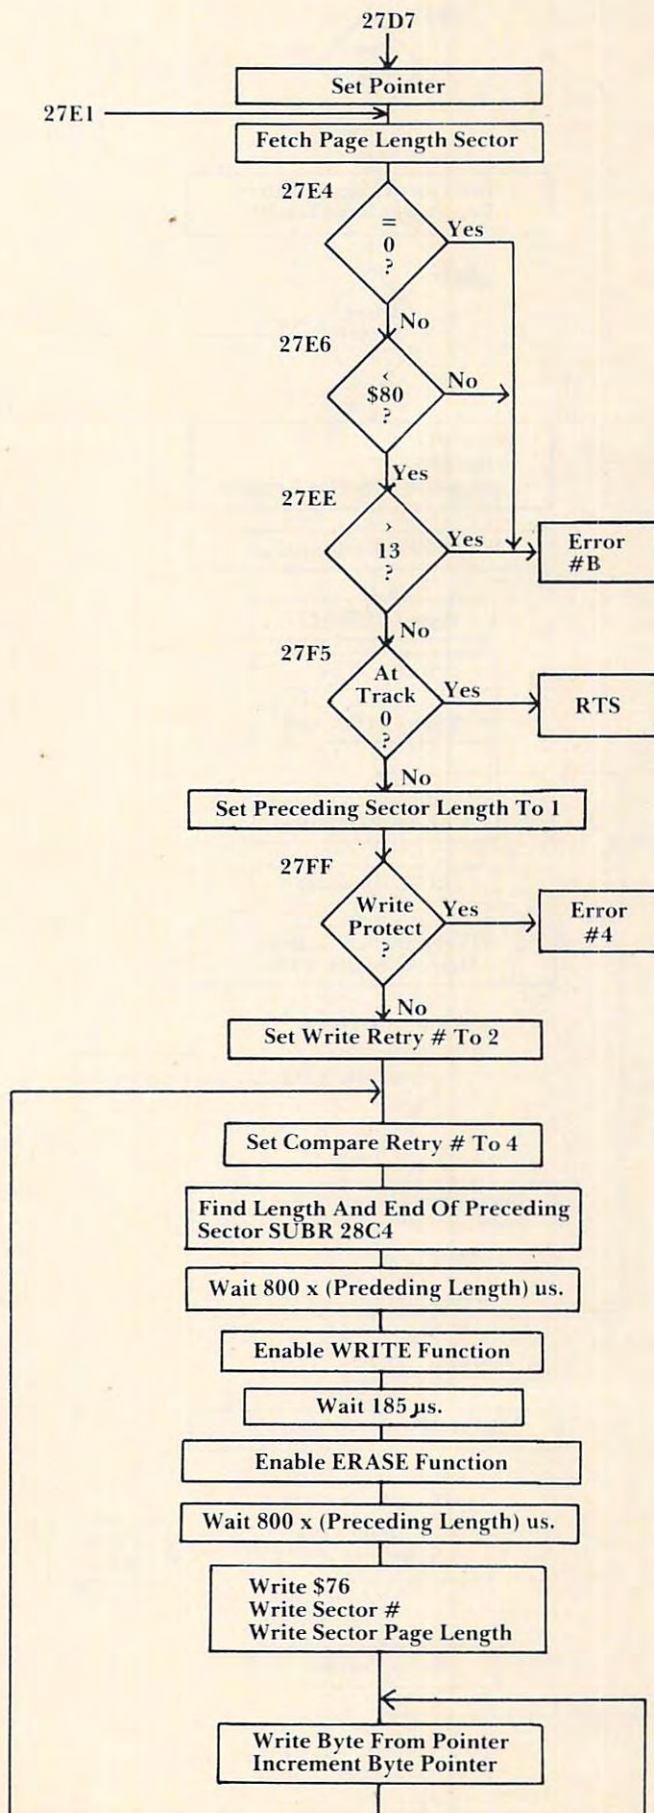 27D7
Set Pointer
27E1
Fetch Page Length Sector
27E4
=
0
?
Yes
No
27E6
<
$80
?
No
Yes
27EE
>
13
?
Yes
Error
#B
No
27F5
At
Track
0
?
Yes
RTS
No
Set Preceding Sector Length To 1
27FF
Write
Protect
?
Yes
Error
#4
No
Set Write Retry # To 2
Set Compare Retry # To 4
Find Length And End Of Preceding
Sector SUBR 28C4
Wait 800 x (Prededing Length) us.
Enable WRITE Function
Wait 185 µs.
Enable ERASE Function
Wait 800 x (Preceding Length) us.
Write $76
Write Sector #
Write Sector Page Length
Write Byte From Pointer
Increment Byte Pointer